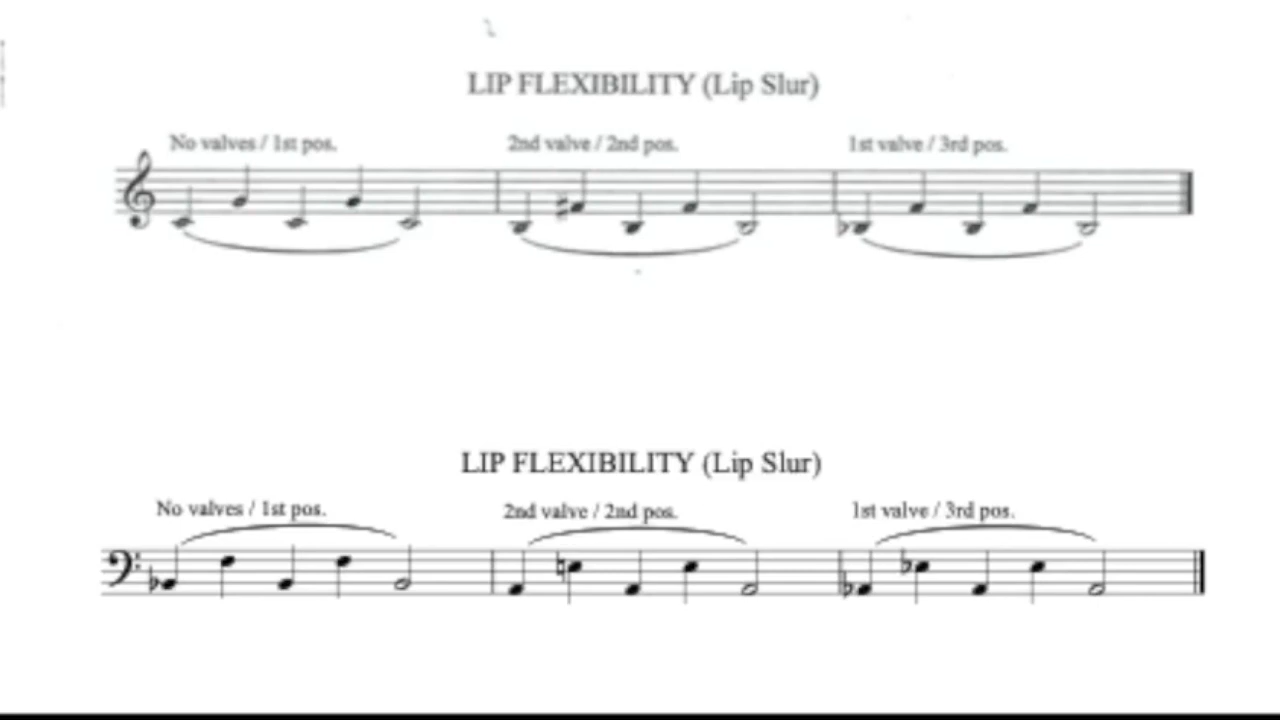 LIP FLEXIBILITY (Lip Slur)
No valves / 1st pos. 2nd valve / 2nd pos. 1st valve / 3rd pos.
LIP FLEXIBILITY (Lip Slur)
No valves / 1st pos. 2nd valve / 2nd pos. 1st valve / 3rd pos.